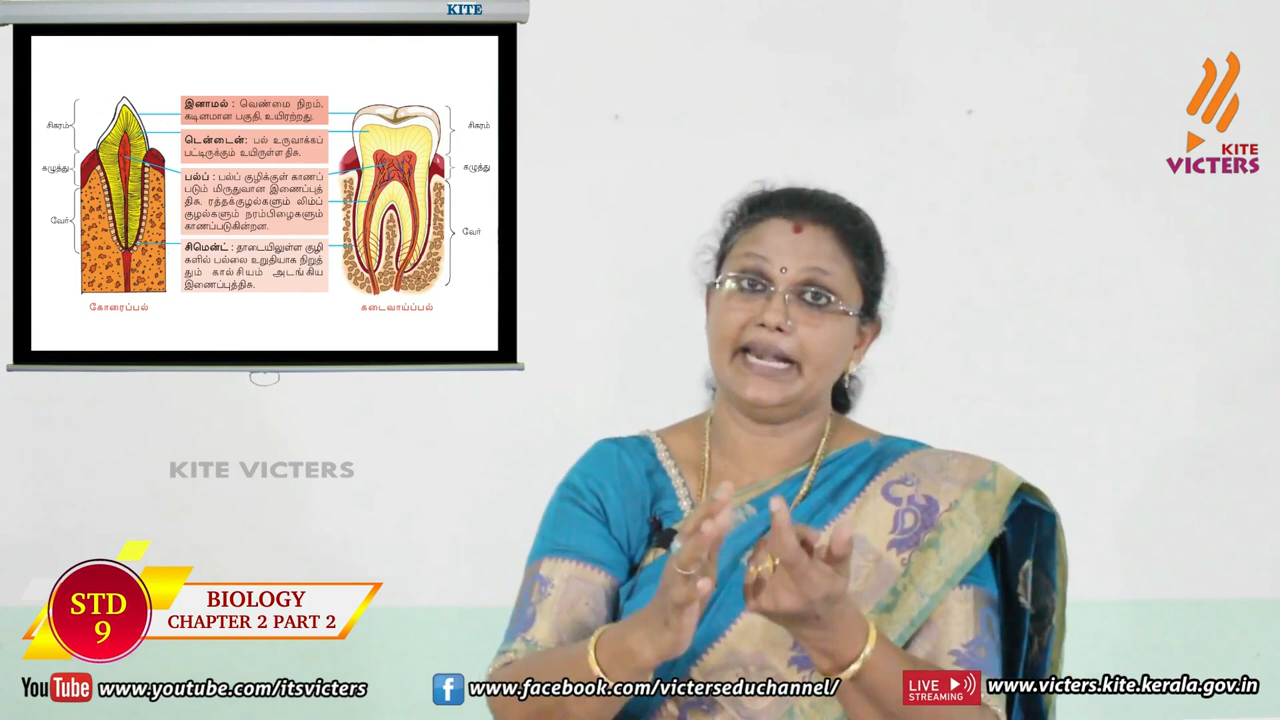 KITE
இனாமல் : வெண்மை நிறம்,
கடினமான பகுதி, உயிரற்றது.
டென்டைன்: பல் உருவாக்கப்
பட்டிருக்கும் உயிருள்ள திசு.
பல்ப் : பல்ப் குழிக்குள் காணப்
படும் மிருதுவான இணைப்புத்
திசு. ரத்தக்குழல்களும் லிம்ப்
குழல்களும் நரம்பிழைகளும்
காணப்படுகின்றன.
சிமென்ட் : தாடையிலுள்ள குழி
களில் பல்லை உறுதியாக நிறுத்
தும் கால்சியம் அடங்கிய
இணைப்புத்திசு.
சிகரம்
கழுத்து
வேர்
சிகரம்
கழுத்து
வேர்
கோரைப்பல்
கடைவாய்ப்பல்
KITE
VICTERS
KITE VICTERS
STD
9
BIOLOGY
CHAPTER 2 PART 2
YouTube www.youtube.com/itsvicters
f www.facebook.com/victerseduchannel/
LIVE
STREAMING
www.victers.kite.kerala.gov.in